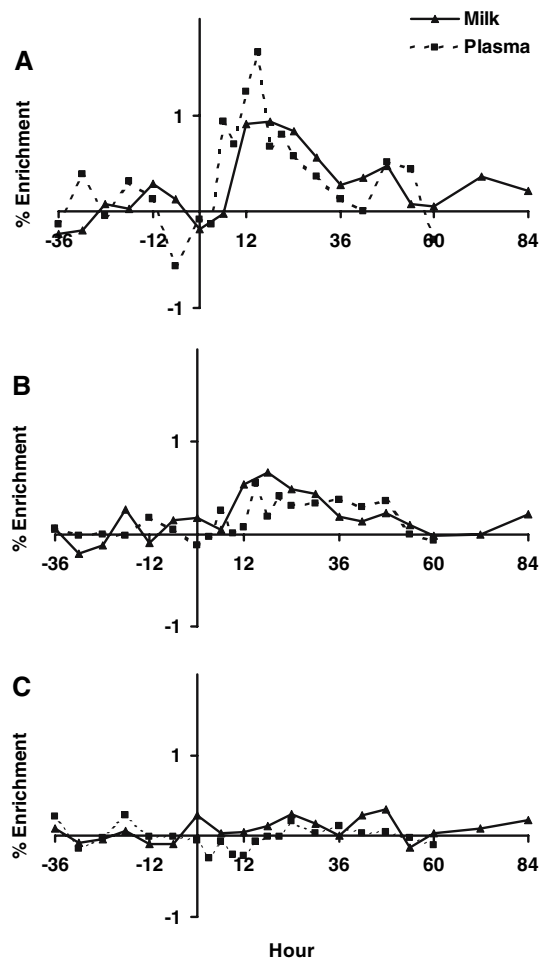 Milk
Plasma
A
% Enrichment
1
-1
-36 -12 12 36 60 84
B
% Enrichment
1
-1
-36 -12 12 36 60 84
C
% Enrichment
1
-1
-36 -12 12 36 60 84
Hour